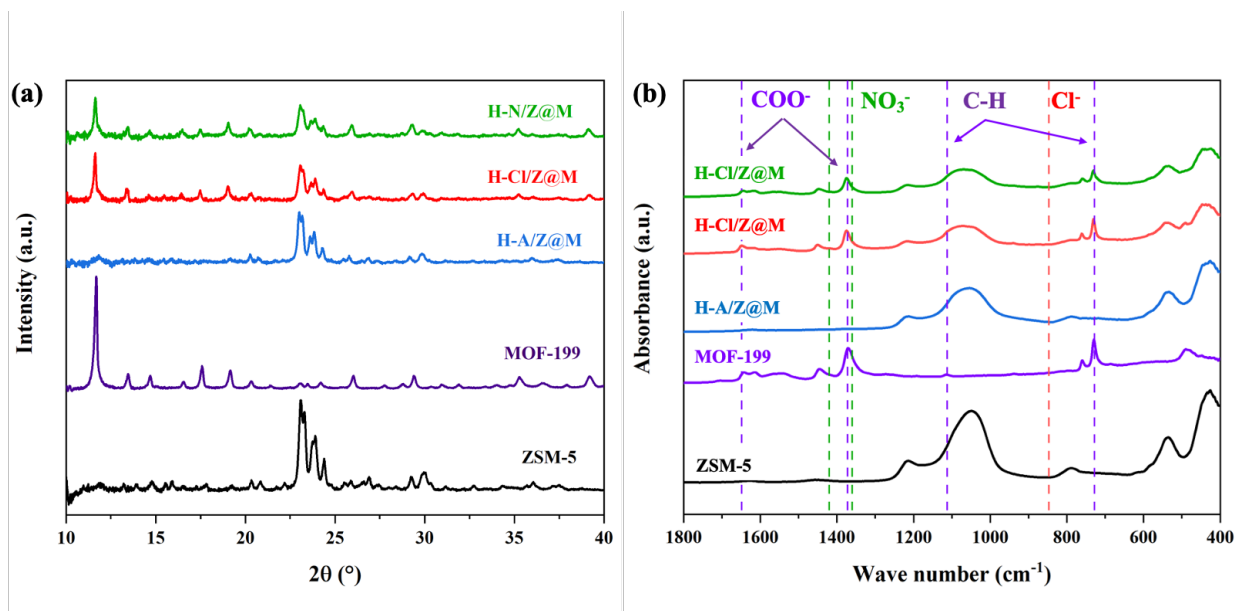 (a)
H-N/Z@M
H-Cl/Z@M
H-A/Z@M
MOF-199
ZSM-5
Intensity (a.u.)
10 15 20 25 30 35 40
2θ (°)
(b)
COO⁻ NO₃⁻ C-H Cl⁻
H-Cl/Z@M
H-Cl/Z@M
H-A/Z@M
MOF-199
ZSM-5
Absorbance (a.u.)
1800 1600 1400 1200 1000 800 600 400
Wave number (cm⁻¹)